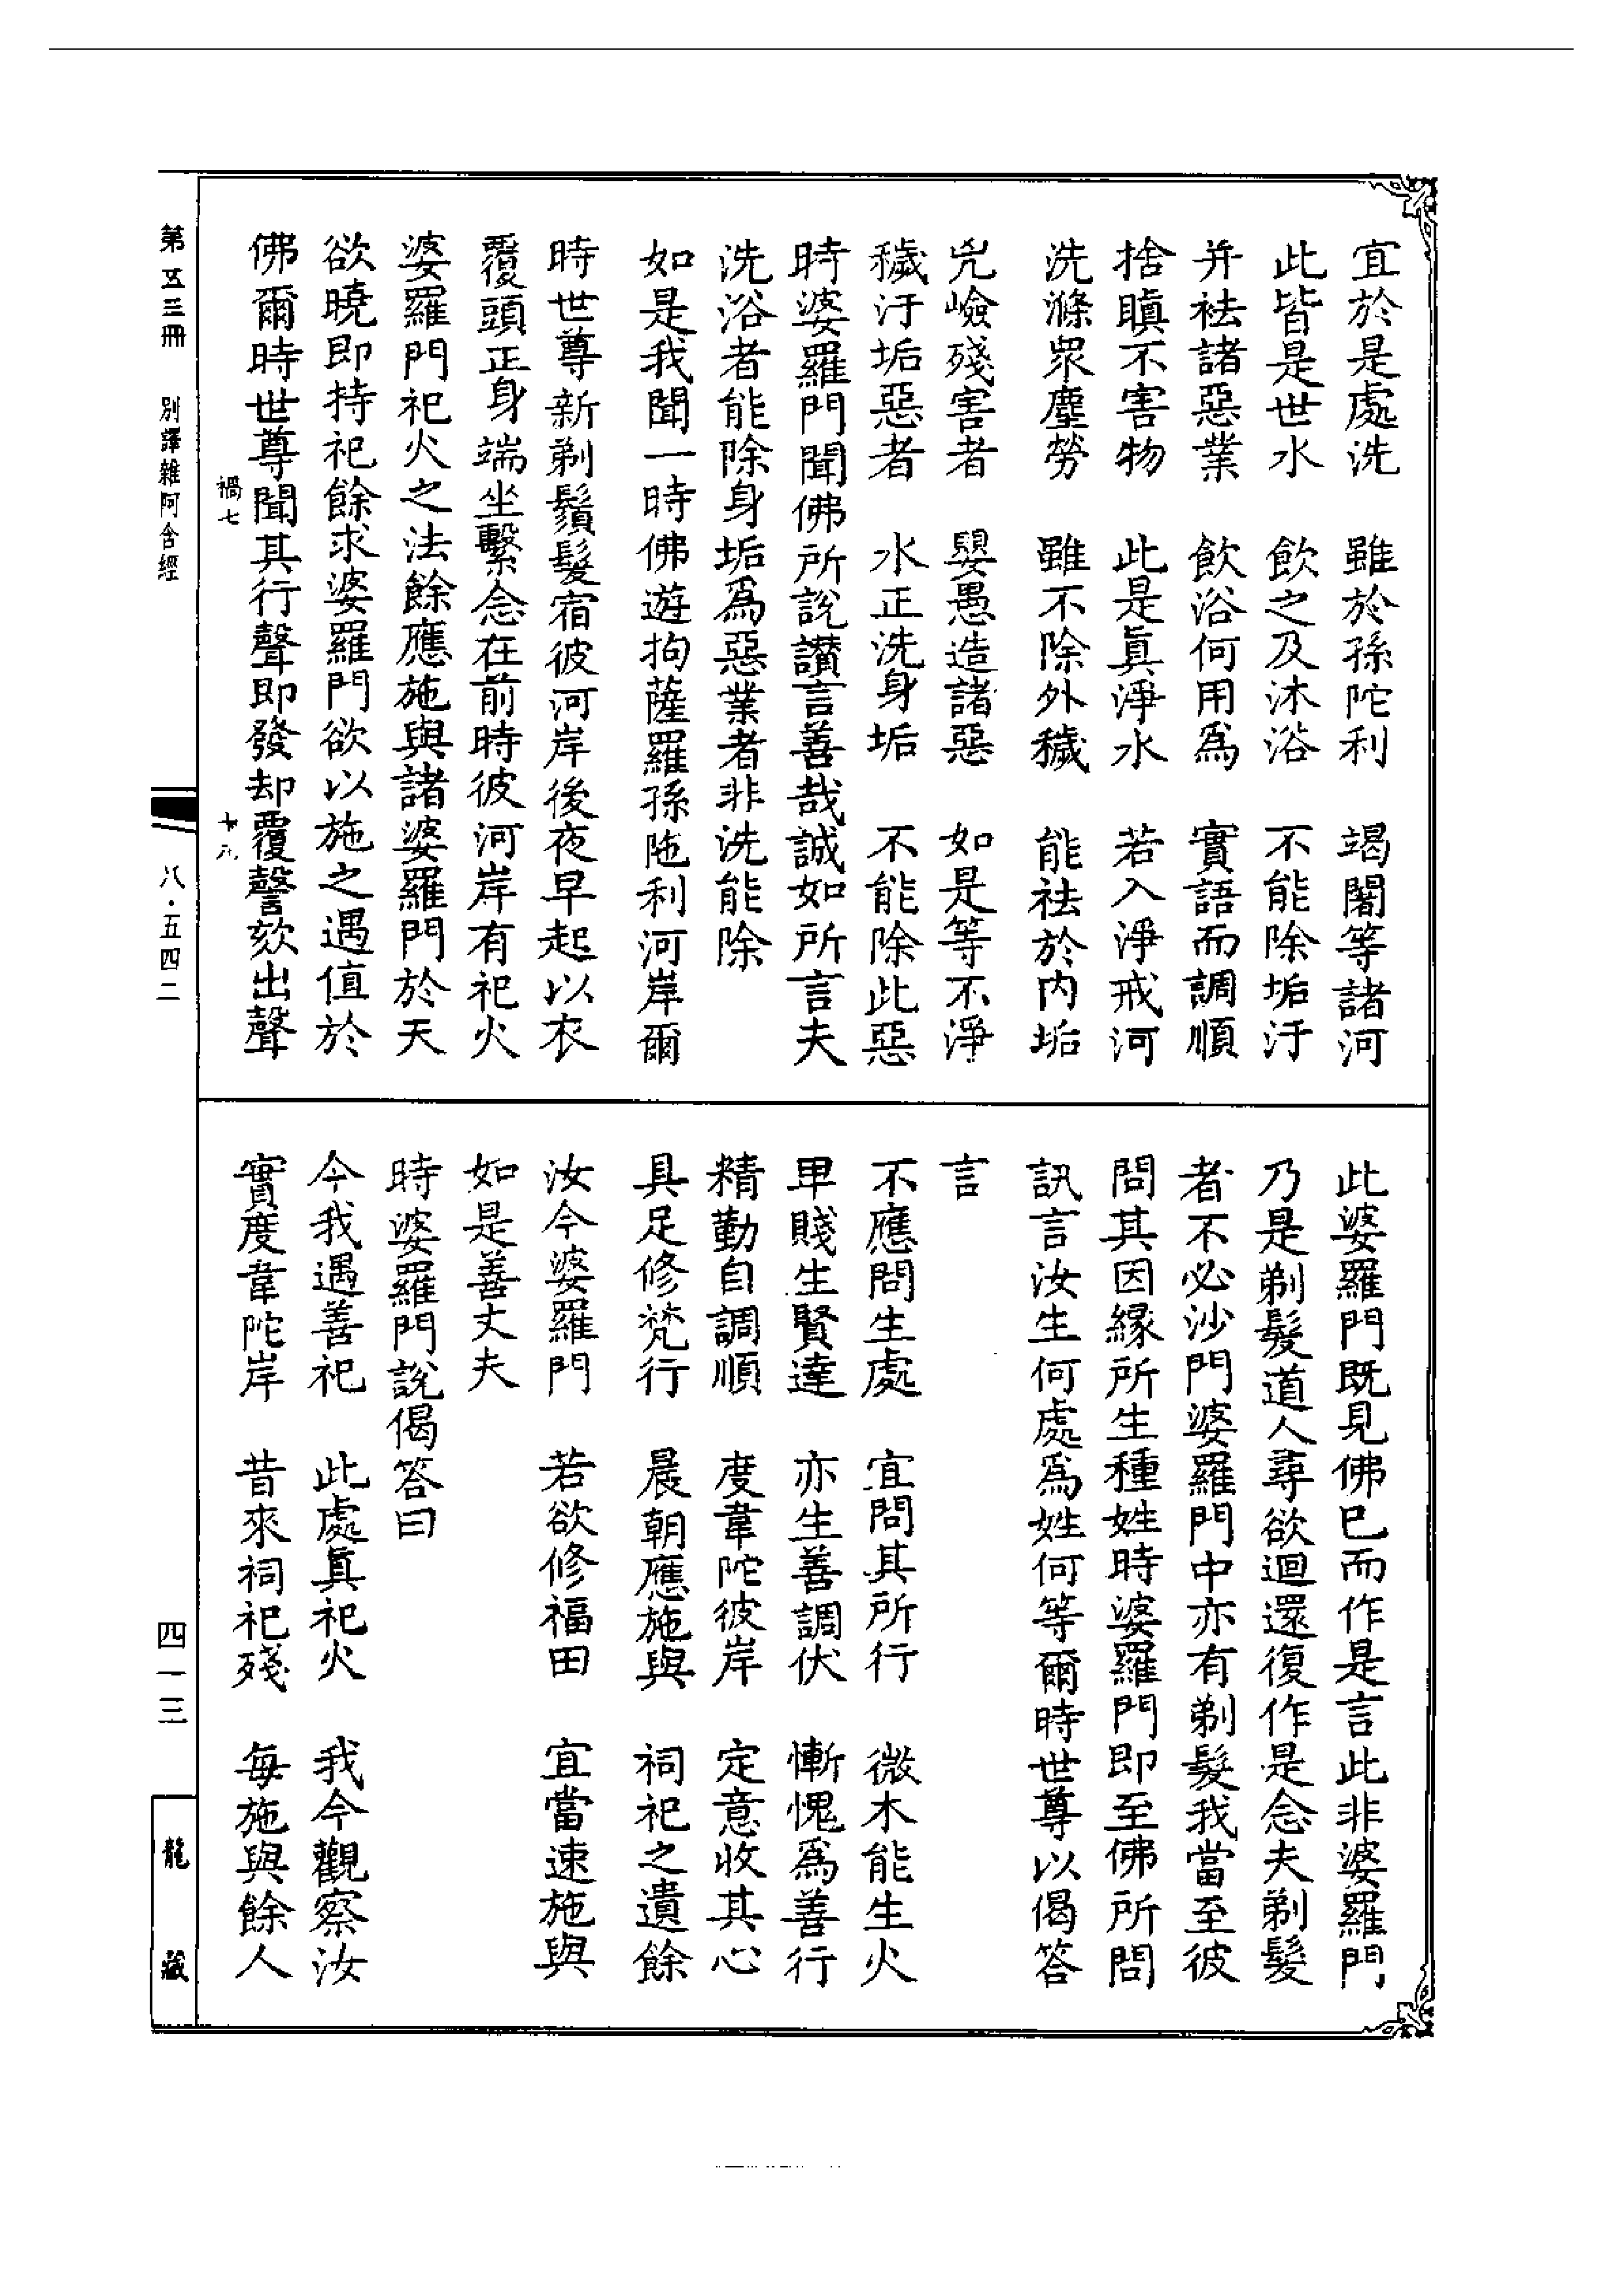 宜於是處洗　雖於孫陀利　竭闍等諸河
此皆是世水　飲之及沐浴　不能除垢汙
并袪諸惡業　飲浴何用爲　實語而調順
捨瞋不害物　此是眞淨水　若入淨戒河
洗滌衆塵勞　雖不除外穢　能袪於内垢
兇嶮殘害者　嬰愚造諸惡　如是等不淨
穢汙垢惡者　水正洗身垢　不能除此惡
時婆羅門聞佛所說讃言善哉誠如所言夫
洗浴者能除身垢爲惡業者非洗能除
如是我聞一時佛遊拘薩羅孫陁利河岸爾
時世尊新剃鬚髮宿彼河岸後夜早起以衣
覆頭正身端坐繫念在前時彼河岸有祀火
婆羅門祀火之法餘應施與諸婆羅門於天
欲曉即持祀餘求婆羅門欲以施之遇値於
佛爾時世尊聞其行聲即發却覆謦欬出聲
此婆羅門既見佛已而作是言此非婆羅門
乃是剃髮道人尋欲迴還復作是念夫剃髮
者不必沙門婆羅門中亦有剃髮我當至彼
問其因緣所生種姓時婆羅門即至佛所問
訊言汝生何處爲姓何等爾時世尊以偈答
言
不應問生處　宜問其所行　微木能生火
卑賤生賢達　亦生善調伏　慚愧爲善行
精勤自調順　度韋陀彼岸　定意收其心
具足修梵行　晨朝應施與　祠祀之遺餘
汝今婆羅門　若欲修福田　宜當速施與
如是善丈夫
時婆羅門說偈答曰
今我遇善祀　此處眞祀火　我今觀察汝
實度韋陀岸　昔來祠祀殘　每施與餘人
禍七　十九
第五三冊　別譯雜阿含經　八·五四二　四一三　龍藏